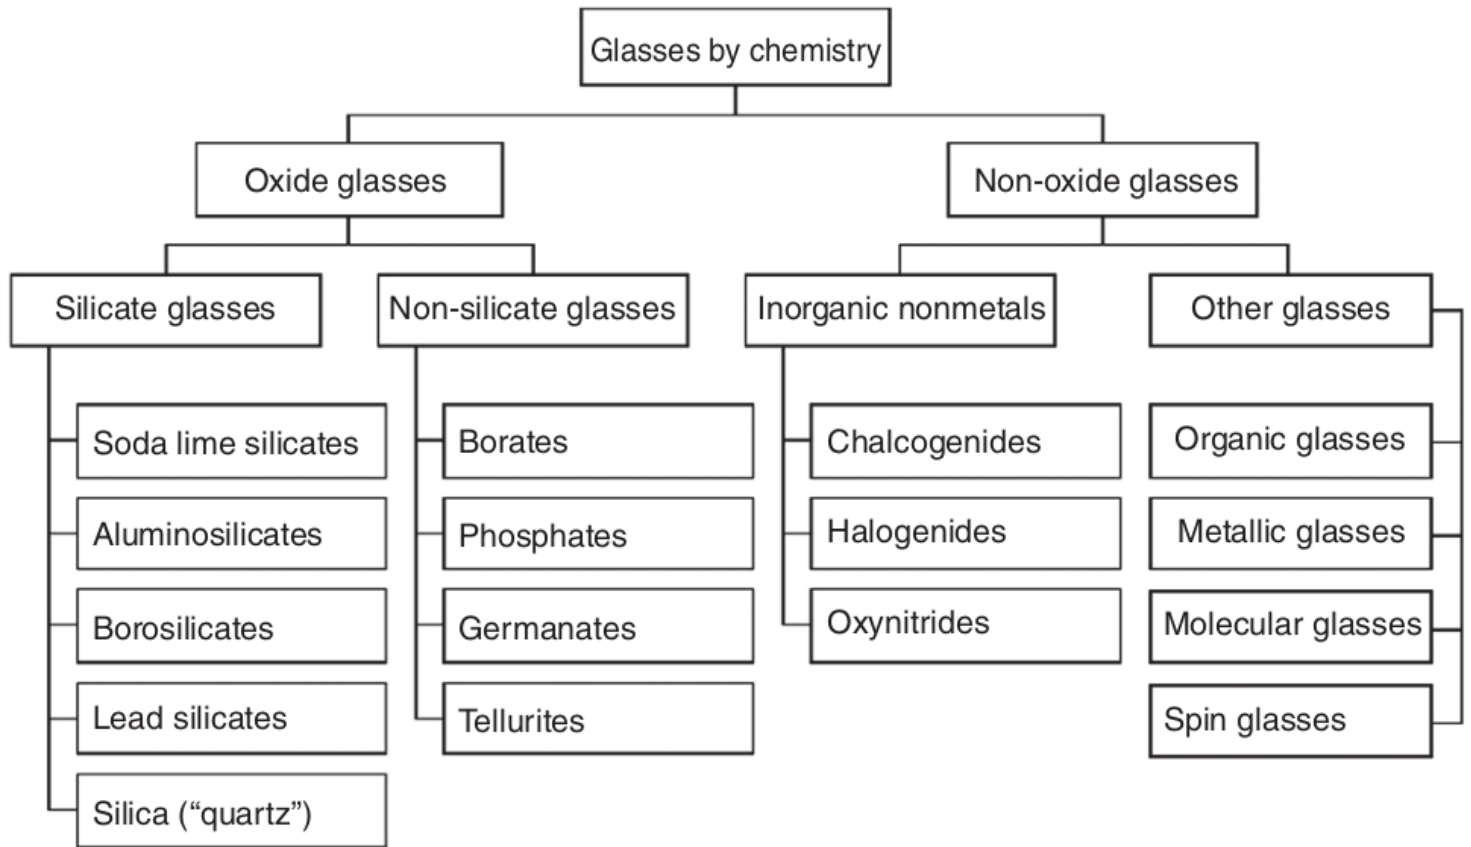 Glasses by chemistry
Oxide glasses
Non-oxide glasses
Silicate glasses
Non-silicate glasses
Inorganic nonmetals
Other glasses
Soda lime silicates
Aluminosilicates
Borosilicates
Lead silicates
Silica (“quartz”)
Borates
Phosphates
Germanates
Tellurites
Chalcogenides
Halogenides
Oxynitrides
Organic glasses
Metallic glasses
Molecular glasses
Spin glasses